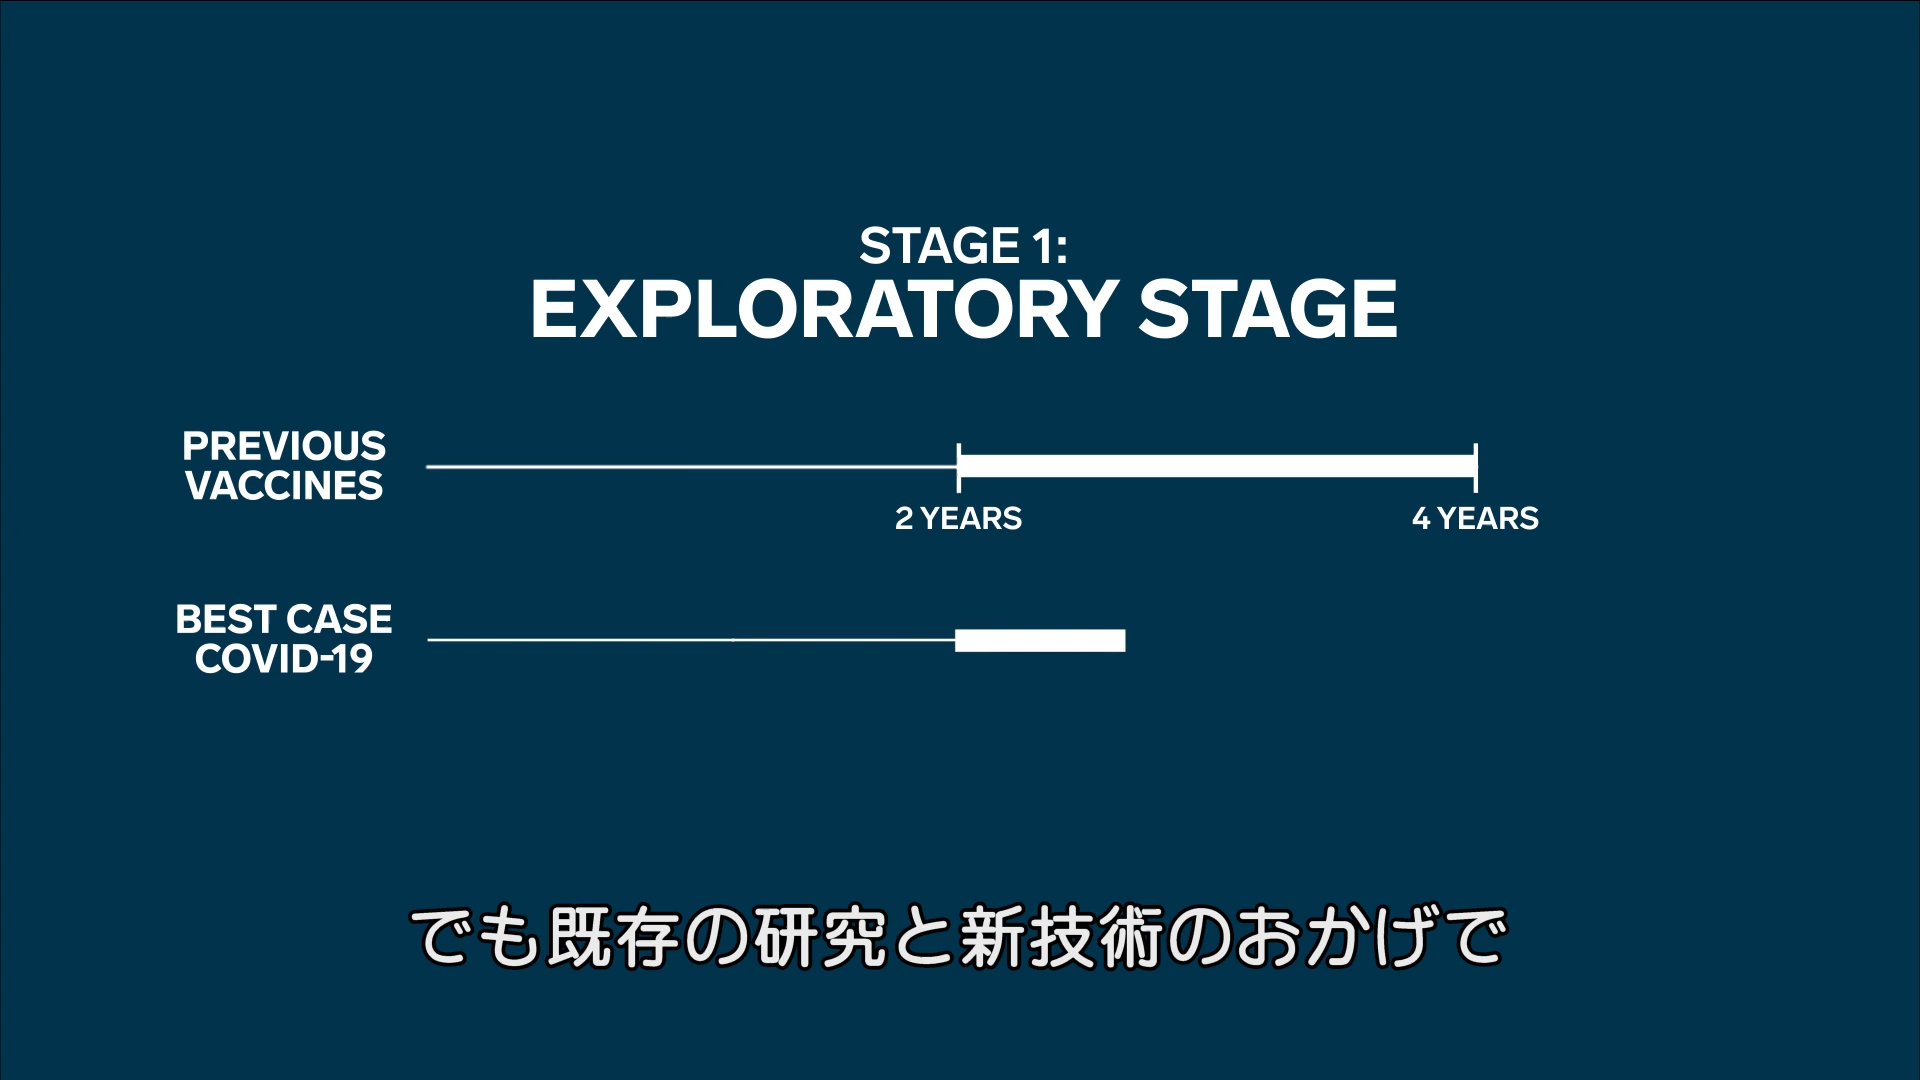 STAGE 1:
EXPLORATORY STAGE
PREVIOUS
VACCINES
2 YEARS
4 YEARS
BEST CASE
COVID-19
でも既存の研究と新技術のおかげで